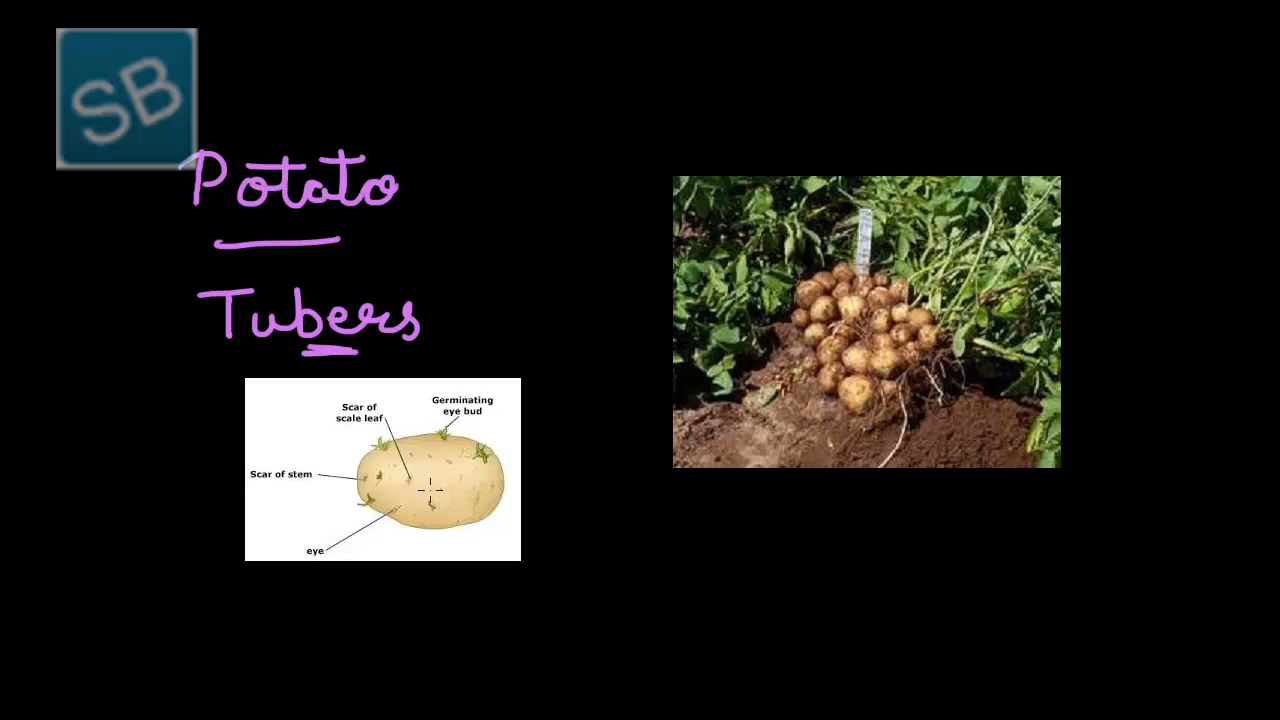 SB
Potato
Tubers
Scar of
scale leaf
Germinating
eye bud
Scar of stem
eye